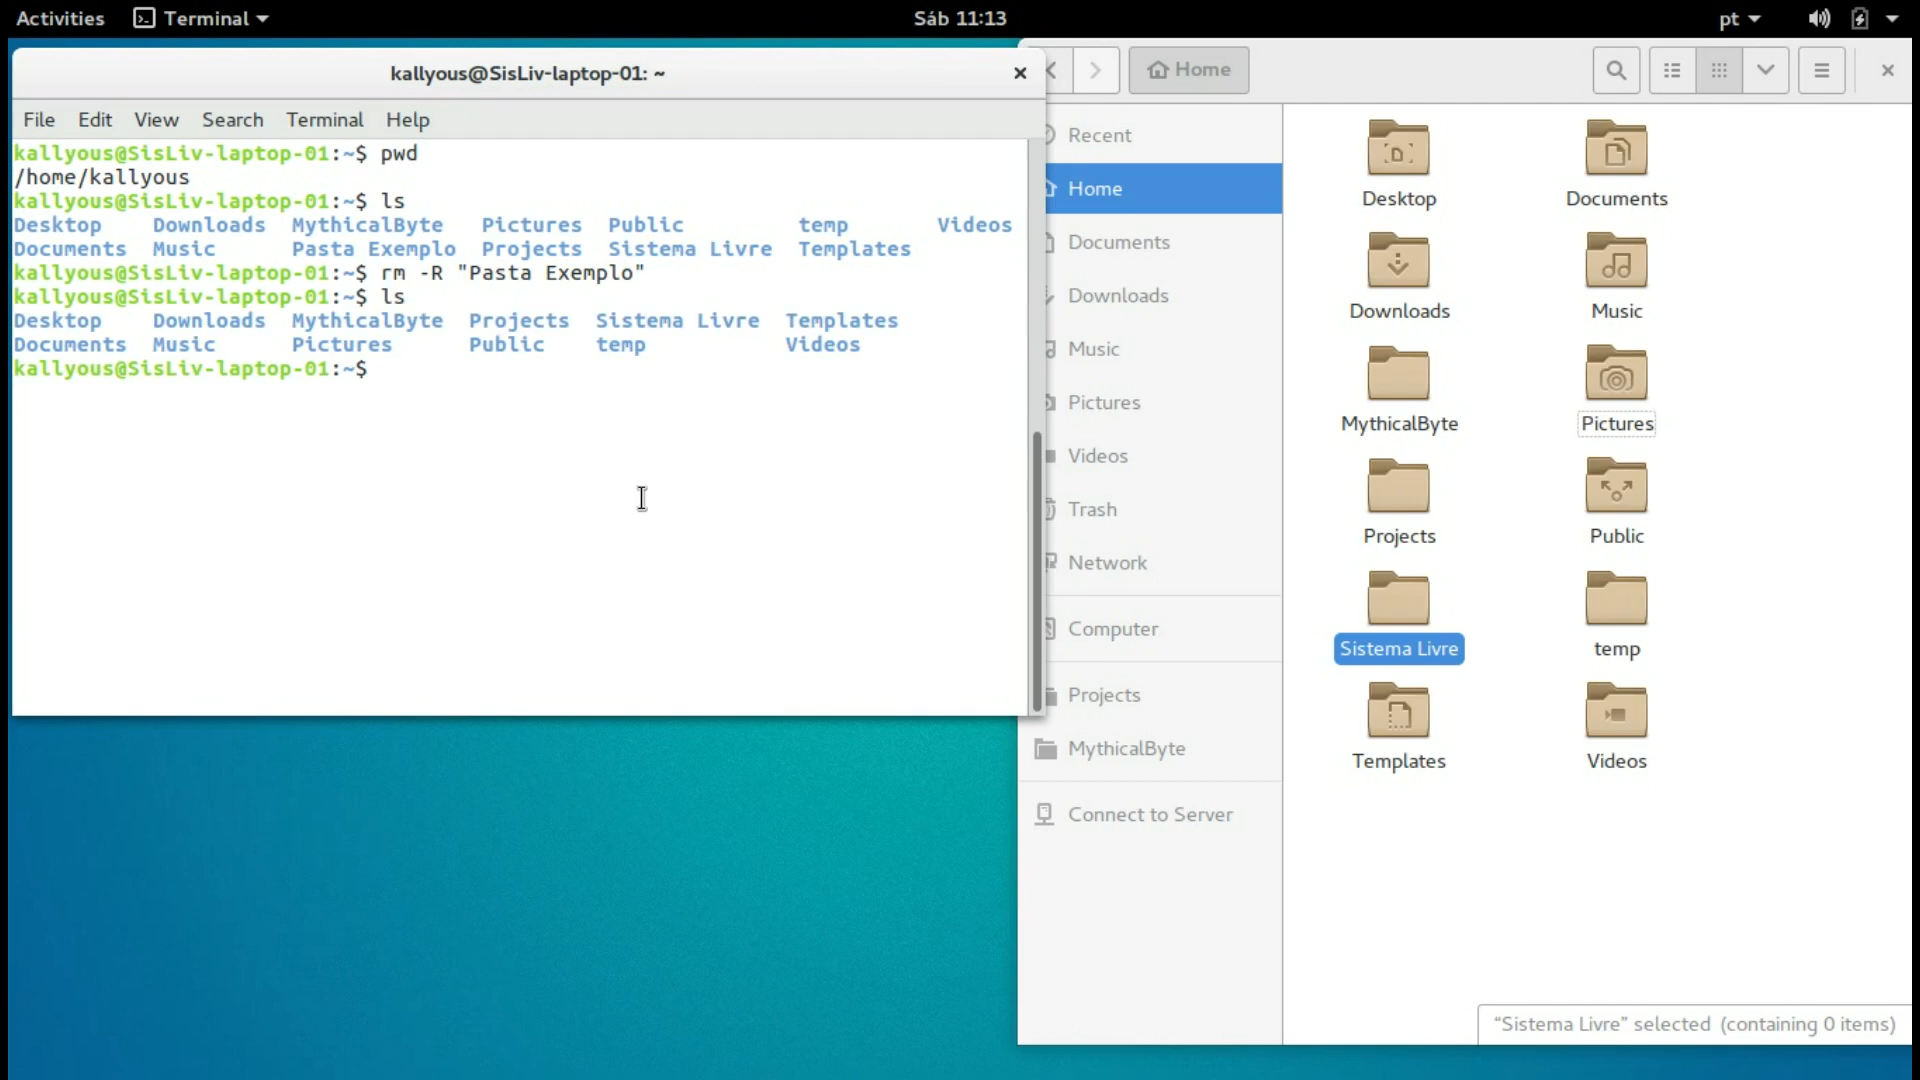 Activities Terminal Sáb 11:13 pt
kallyous@SisLiv-laptop-01: ~
File Edit View Search Terminal Help
kallyous@SisLiv-laptop-01:~$ pwd
/home/kallyous
kallyous@SisLiv-laptop-01:~$ ls
Desktop Downloads MythicalByte Pictures Public temp Videos
Documents Music Pasta Exemplo Projects Sistema Livre Templates
kallyous@SisLiv-laptop-01:~$ rm -R "Pasta Exemplo"
kallyous@SisLiv-laptop-01:~$ ls
Desktop Downloads MythicalByte Projects Sistema Livre Templates
Documents Music Pictures Public temp Videos
kallyous@SisLiv-laptop-01:~$
Home
Recent
Home
Documents
Downloads
Music
Pictures
Videos
Trash
Network
Computer
Projects
MythicalByte
Connect to Server
Desktop Documents
Downloads Music
MythicalByte Pictures
Projects Public
Sistema Livre temp
Templates Videos
“Sistema Livre” selected (containing 0 items)